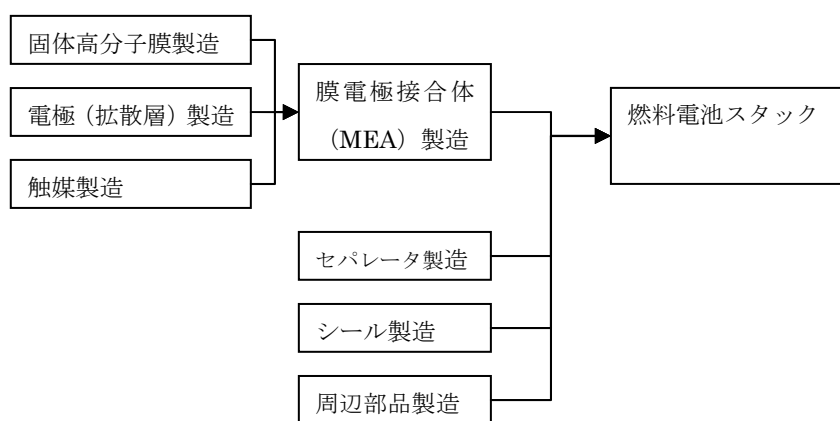 固体高分子膜製造
電極（拡散層）製造
触媒製造
膜電極接合体
（MEA）製造
セパレータ製造
シール製造
周辺部品製造
燃料電池スタック